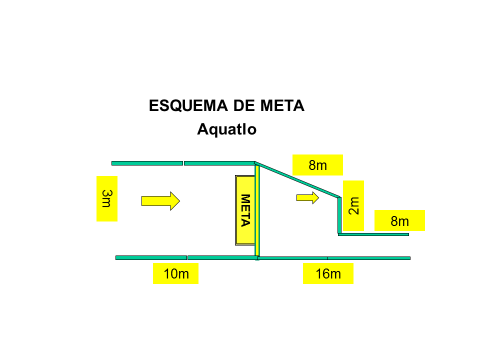 ESQUEMA DE META
Aquatlo
8m
3m
META
2m
8m
10m
16m